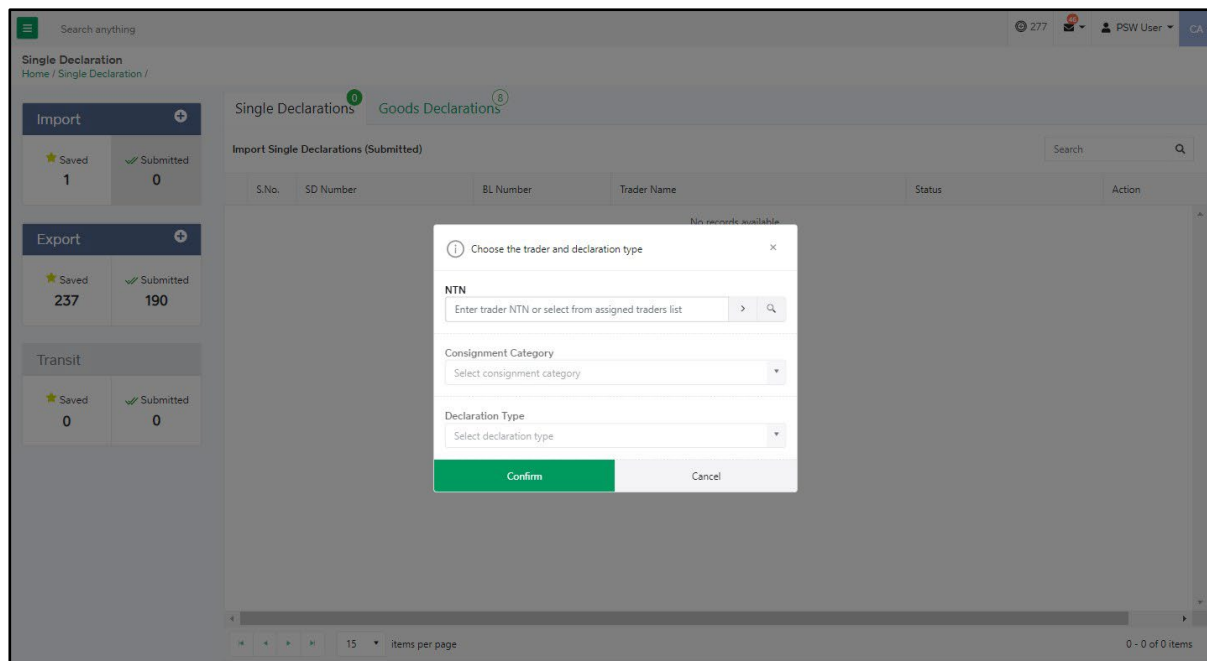 Search anything
277
46
PSW User
CA
Single Declaration
Home / Single Declaration /
Import
Saved
1
Submitted
0
Export
Saved
237
Submitted
190
Transit
Saved
0
Submitted
0
Single Declarations 0
Goods Declarations 8
Import Single Declarations (Submitted)
Search
S.No. SD Number BL Number Trader Name Status Action
No records available
Choose the trader and declaration type ×
NTN
Enter trader NTN or select from assigned traders list
Consignment Category
Select consignment category
Declaration Type
Select declaration type
Confirm Cancel
15 items per page
0 - 0 of 0 items